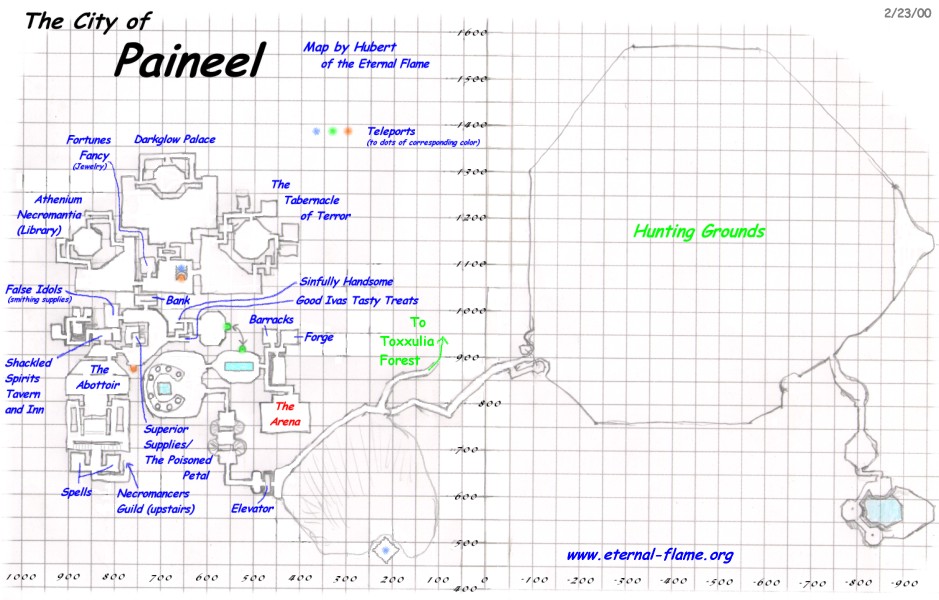 The City of
Paineel
2/23/00
Map by Hubert
of the Eternal Flame
Teleports
(to dots of corresponding color)
Fortunes
Fancy
(Jewelry)
Darkglow Palace
The
Tabernacle
of Terror
Athenium
Necromantia
(Library)
Hunting Grounds
False Idols
(smithing supplies)
Bank
Sinfully Handsome
Good Ivas Tasty Treats
Barracks
Forge
To
Toxxulia
Forest
Shackled
Spirits
Tavern
and Inn
The
Abottoir
The
Arena
Superior
Supplies/
The Poisoned
Petal
Spells
Necromancers
Guild (upstairs)
Elevator
www.eternal-flame.org
1600
1500
1400
1300
1200
1100
1000
900
800
700
600
500
400
1000 900 800 700 600 500 400 300 200 100 0 -100 -200 -300 -400 -500 -600 -700 -800 -900